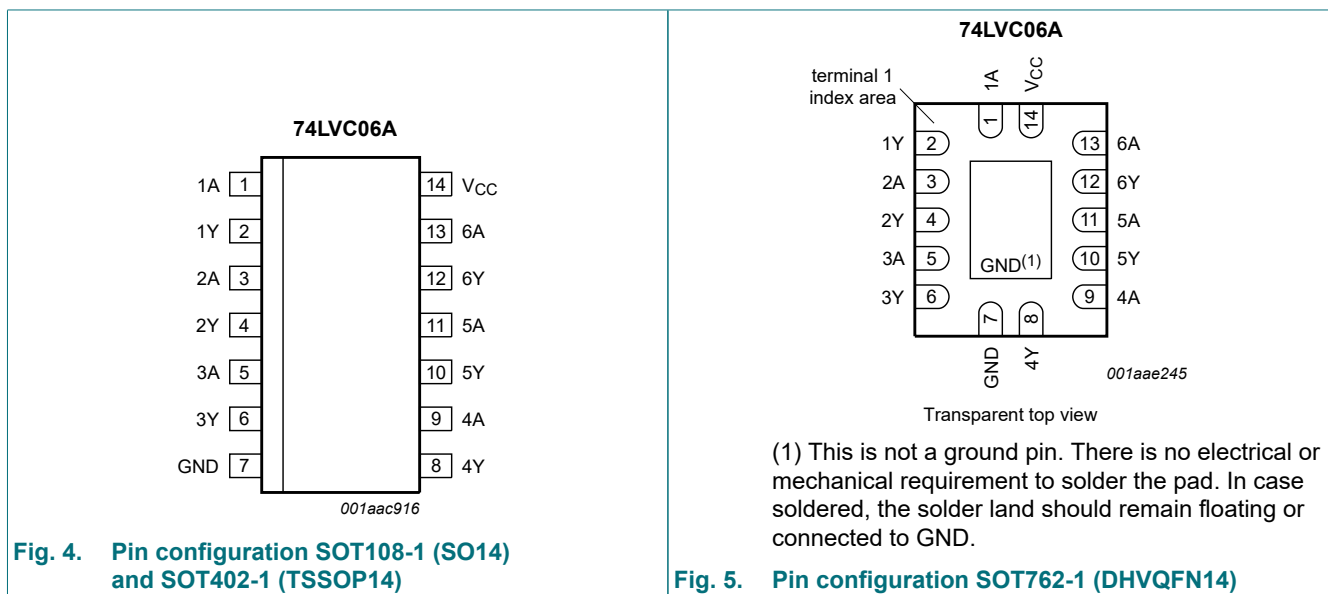 74LVC06A
1A 1 14 VCC
1Y 2 13 6A
2A 3 12 6Y
2Y 4 11 5A
3A 5 10 5Y
3Y 6 9 4A
GND 7 8 4Y
001aac916
Fig. 4. Pin configuration SOT108-1 (SO14)
and SOT402-1 (TSSOP14)
74LVC06A
terminal 1
index area
1A VCC
1 14
1Y 2 13 6A
2A 3 12 6Y
2Y 4 11 5A
3A 5 10 5Y
GND(1)
3Y 6 9 4A
7 8
GND 4Y
001aae245
Transparent top view
(1) This is not a ground pin. There is no electrical or
mechanical requirement to solder the pad. In case
soldered, the solder land should remain floating or
connected to GND.
Fig. 5. Pin configuration SOT762-1 (DHVQFN14)